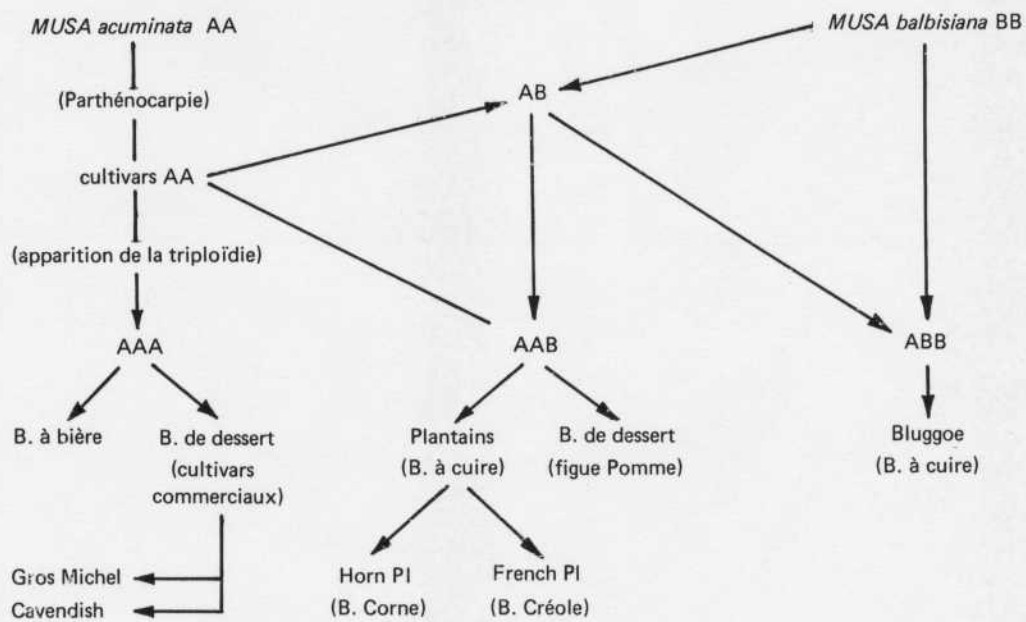 MUSA acuminata AA
MUSA balbisiana BB
(Parthénocarpie)
AB
cultivars AA
(apparition de la triploïdie)
AAA
AAB
ABB
B. à bière
B. de dessert
(cultivars
commerciaux)
Plantains
(B. à cuire)
B. de dessert
(figue Pomme)
Bluggoe
(B. à cuire)
Gros Michel
Cavendish
Horn Pl
(B. Corne)
French Pl
(B. Créole)